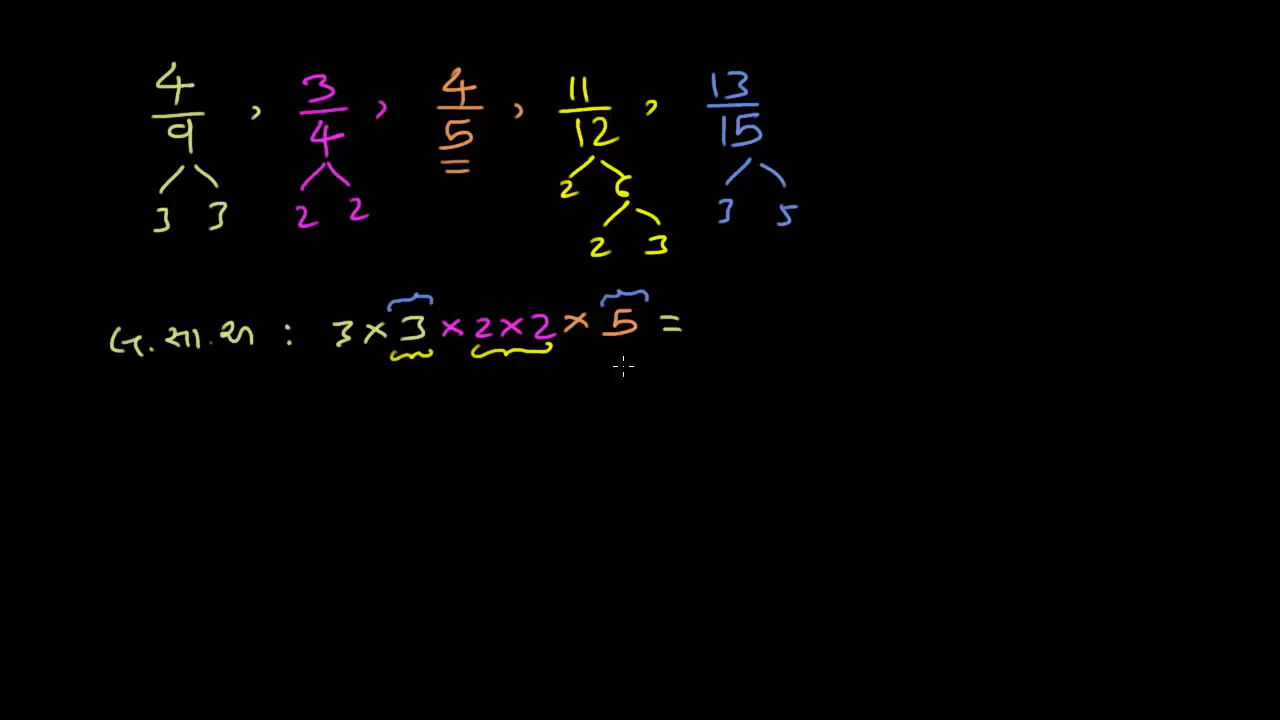 4/9 , 3/4 , 4/5 , 11/12 , 13/15
3 3 2 2 2 6 3 5
2 3
લ.સા.અ : 3 × 3 × 2 × 2 × 5 =